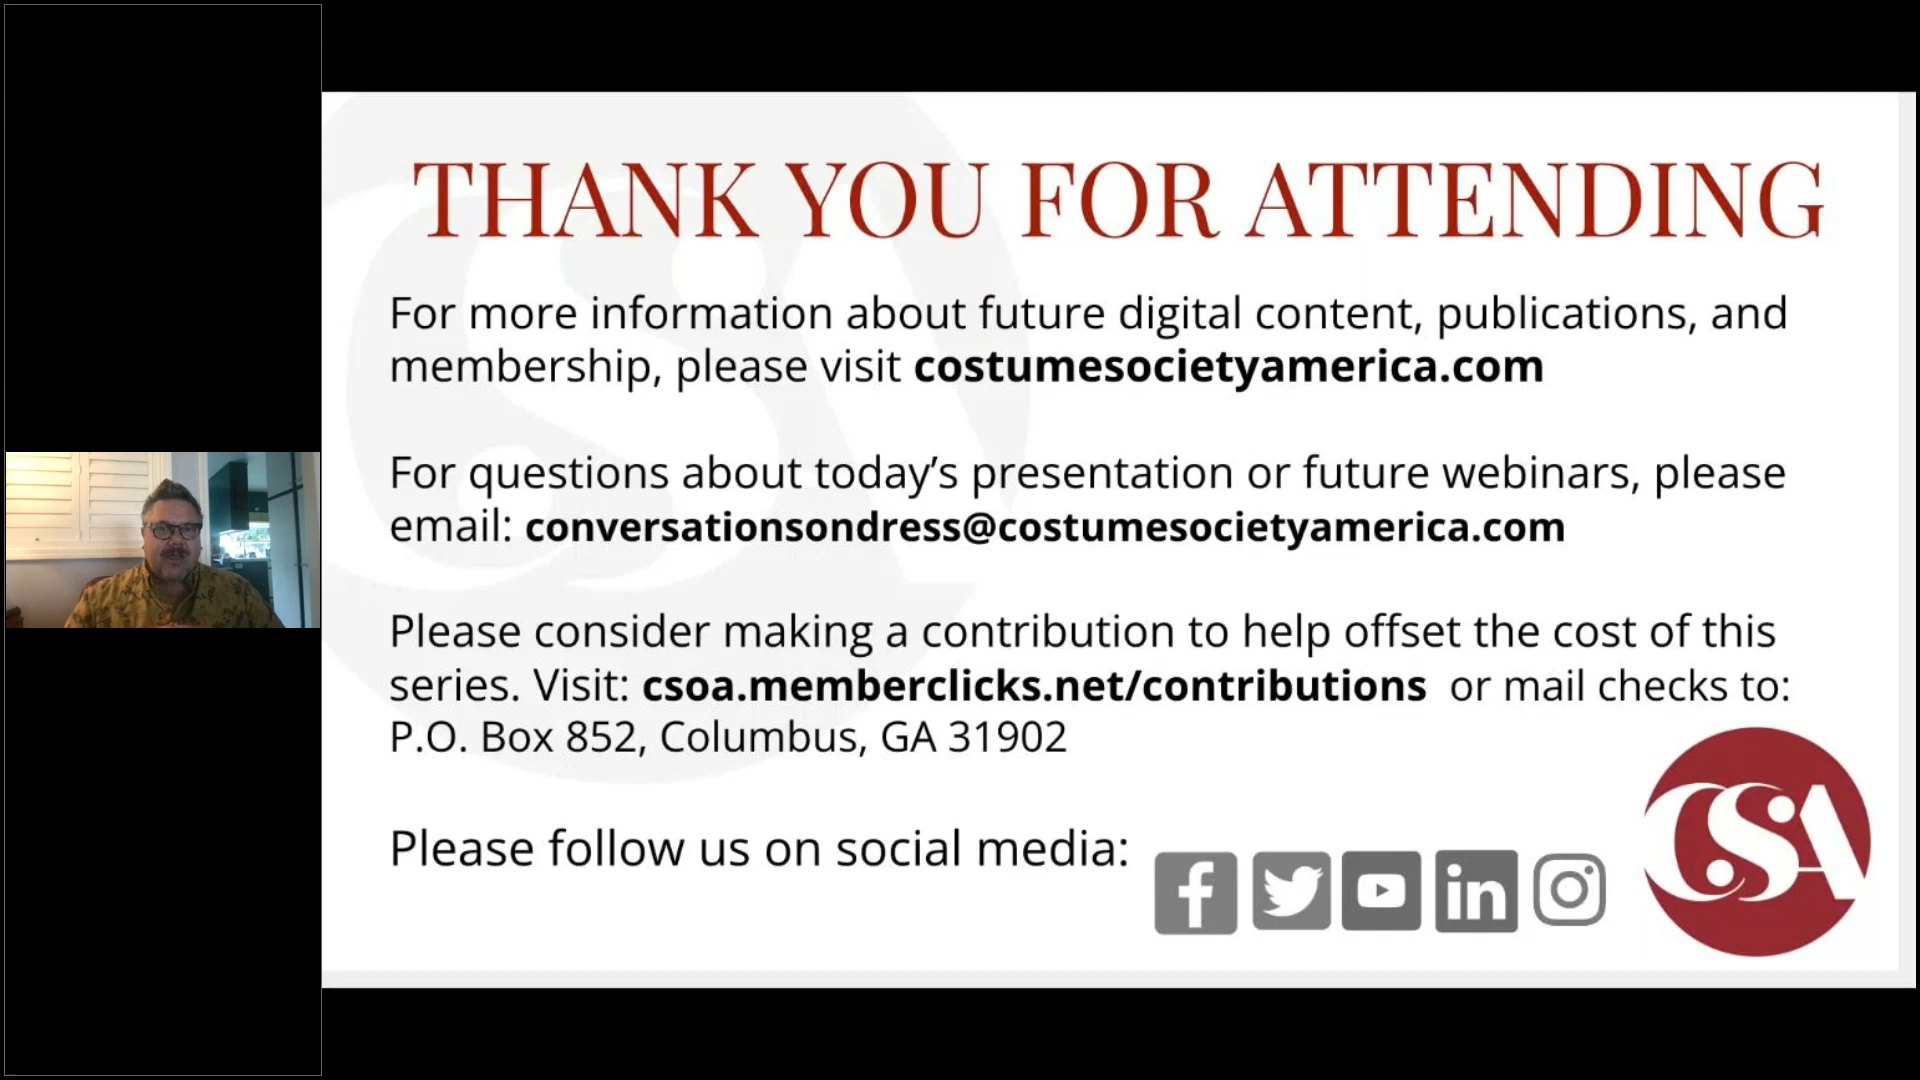 THANK YOU FOR ATTENDING
For more information about future digital content, publications, and
membership, please visit costumesocietyamerica.com
For questions about today’s presentation or future webinars, please
email: conversationsondress@costumesocietyamerica.com
Please consider making a contribution to help offset the cost of this
series. Visit: csoa.memberclicks.net/contributions or mail checks to:
P.O. Box 852, Columbus, GA 31902
Please follow us on social media:
CSA